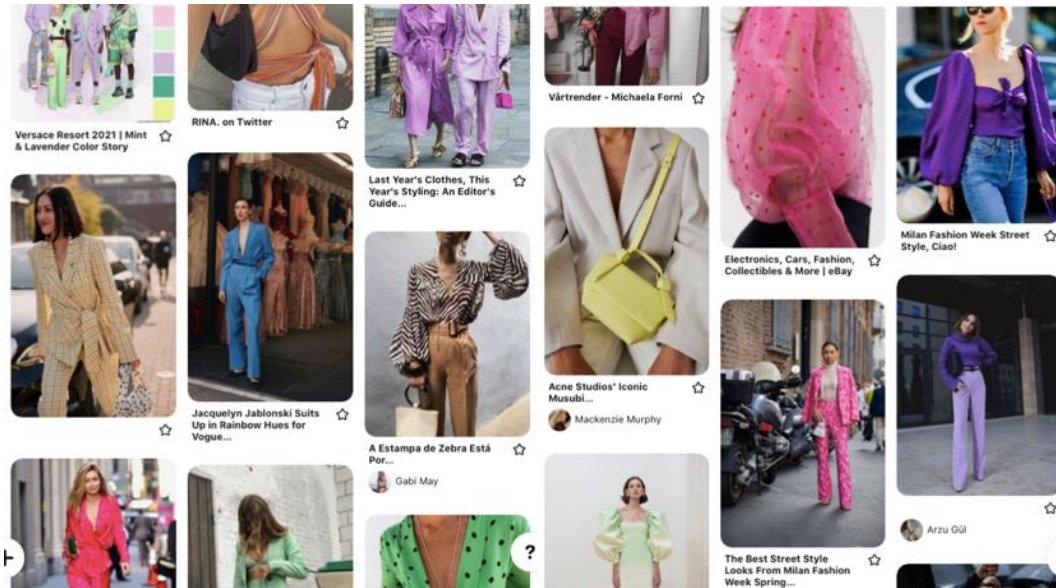 Versace Resort 2021 | Mint
& Lavender Color Story
RINA. on Twitter
Jacquelyn Jablonski Suits
Up in Rainbow Hues for
Vogue...
Last Year's Clothes, This
Year's Styling: An Editor's
Guide...
A Estampa de Zebra Está
Por...
Gabi May
Vårtrender - Michaela Forni
Acne Studios' Iconic
Musubi...
Mackenzie Murphy
Electronics, Cars, Fashion,
Collectibles & More | eBay
The Best Street Style
Looks From Milan Fashion
Week Spring...
Milan Fashion Week Street
Style, Ciao!
Arzu Gül
?